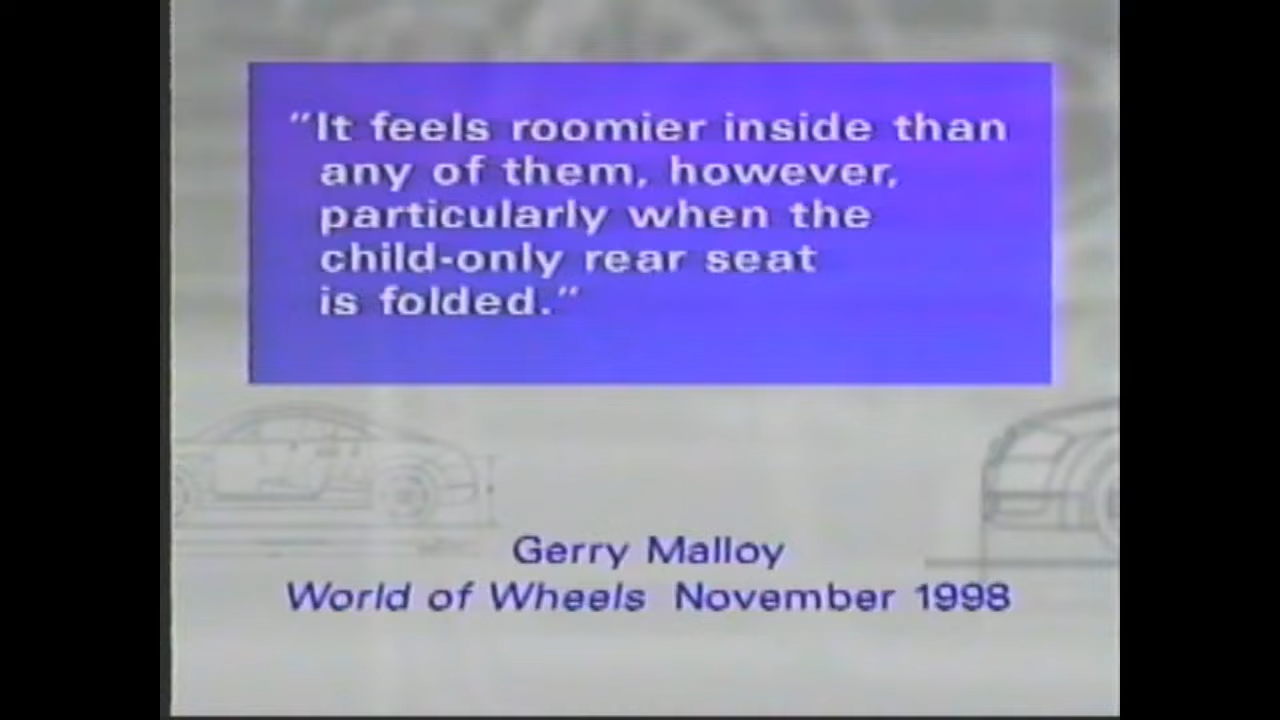 "It feels roomier inside than
any of them, however,
particularly when the
child-only rear seat
is folded."
Gerry Malloy
World of Wheels November 1998